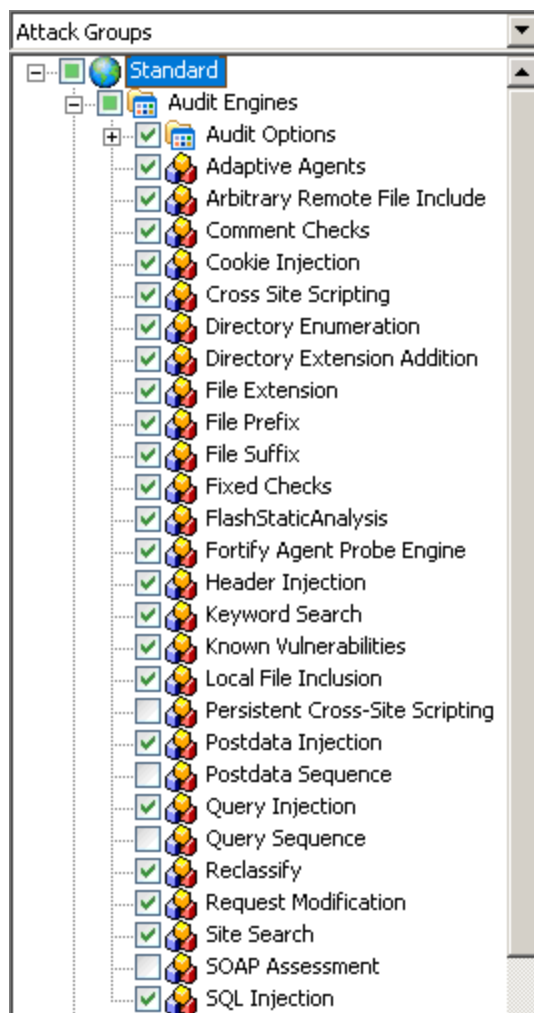 Attack Groups
Standard
Audit Engines
Audit Options
Adaptive Agents
Arbitrary Remote File Include
Comment Checks
Cookie Injection
Cross Site Scripting
Directory Enumeration
Directory Extension Addition
File Extension
File Prefix
File Suffix
Fixed Checks
FlashStaticAnalysis
Fortify Agent Probe Engine
Header Injection
Keyword Search
Known Vulnerabilities
Local File Inclusion
Persistent Cross-Site Scripting
Postdata Injection
Postdata Sequence
Query Injection
Query Sequence
Reclassify
Request Modification
Site Search
SOAP Assessment
SQL Injection